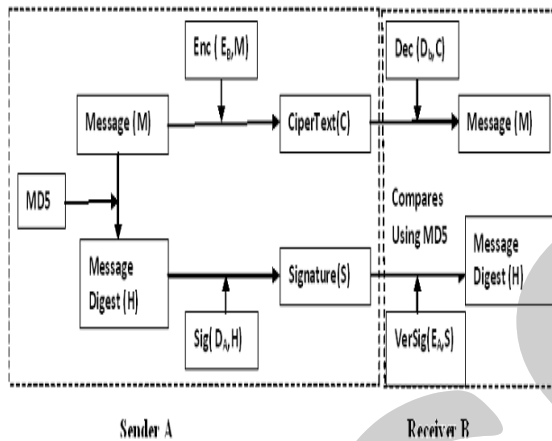 Enc ( E_B,M)
Dec (D_b,C)
Message (M)
CiperText(C)
Message (M)
MD5
Compares
Using MD5
Message
Digest (H)
Signature(S)
Message
Digest (H)
Sig( D_A,H)
VerSig(E_A,S)
Sender A
Receiver B